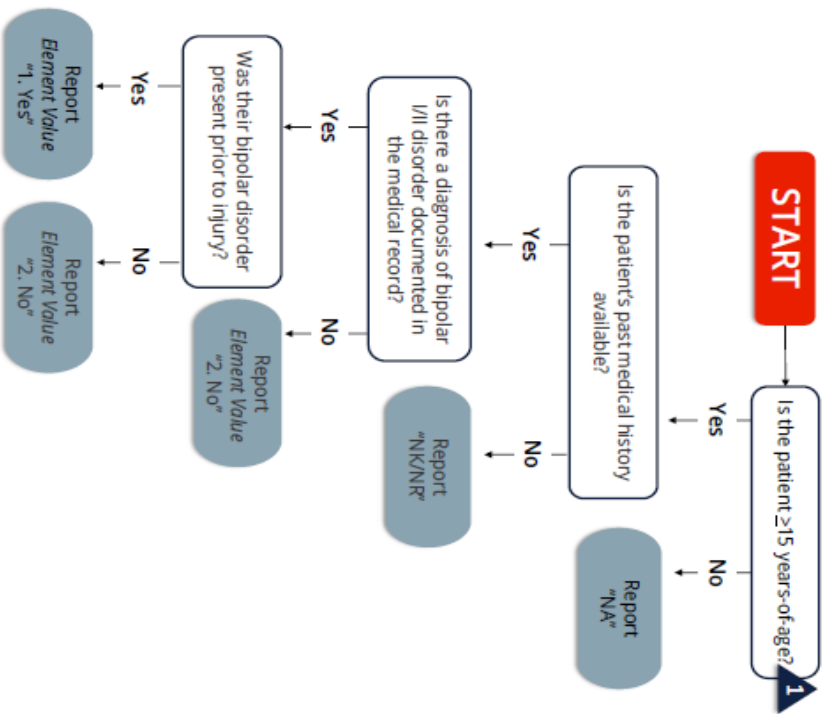 START
Is the patient ≥15 years-of-age?
1
Yes
No
Report
"NA"
Is the patient's past medical history
available?
Yes
No
Report
"NK/NR"
Is there a diagnosis of bipolar
I/II disorder documented in
the medical record?
Yes
No
Report
Element Value
"2. No"
Was their bipolar disorder
present prior to injury?
Yes
No
Report
Element Value
"1. Yes"
Report
Element Value
"2. No"